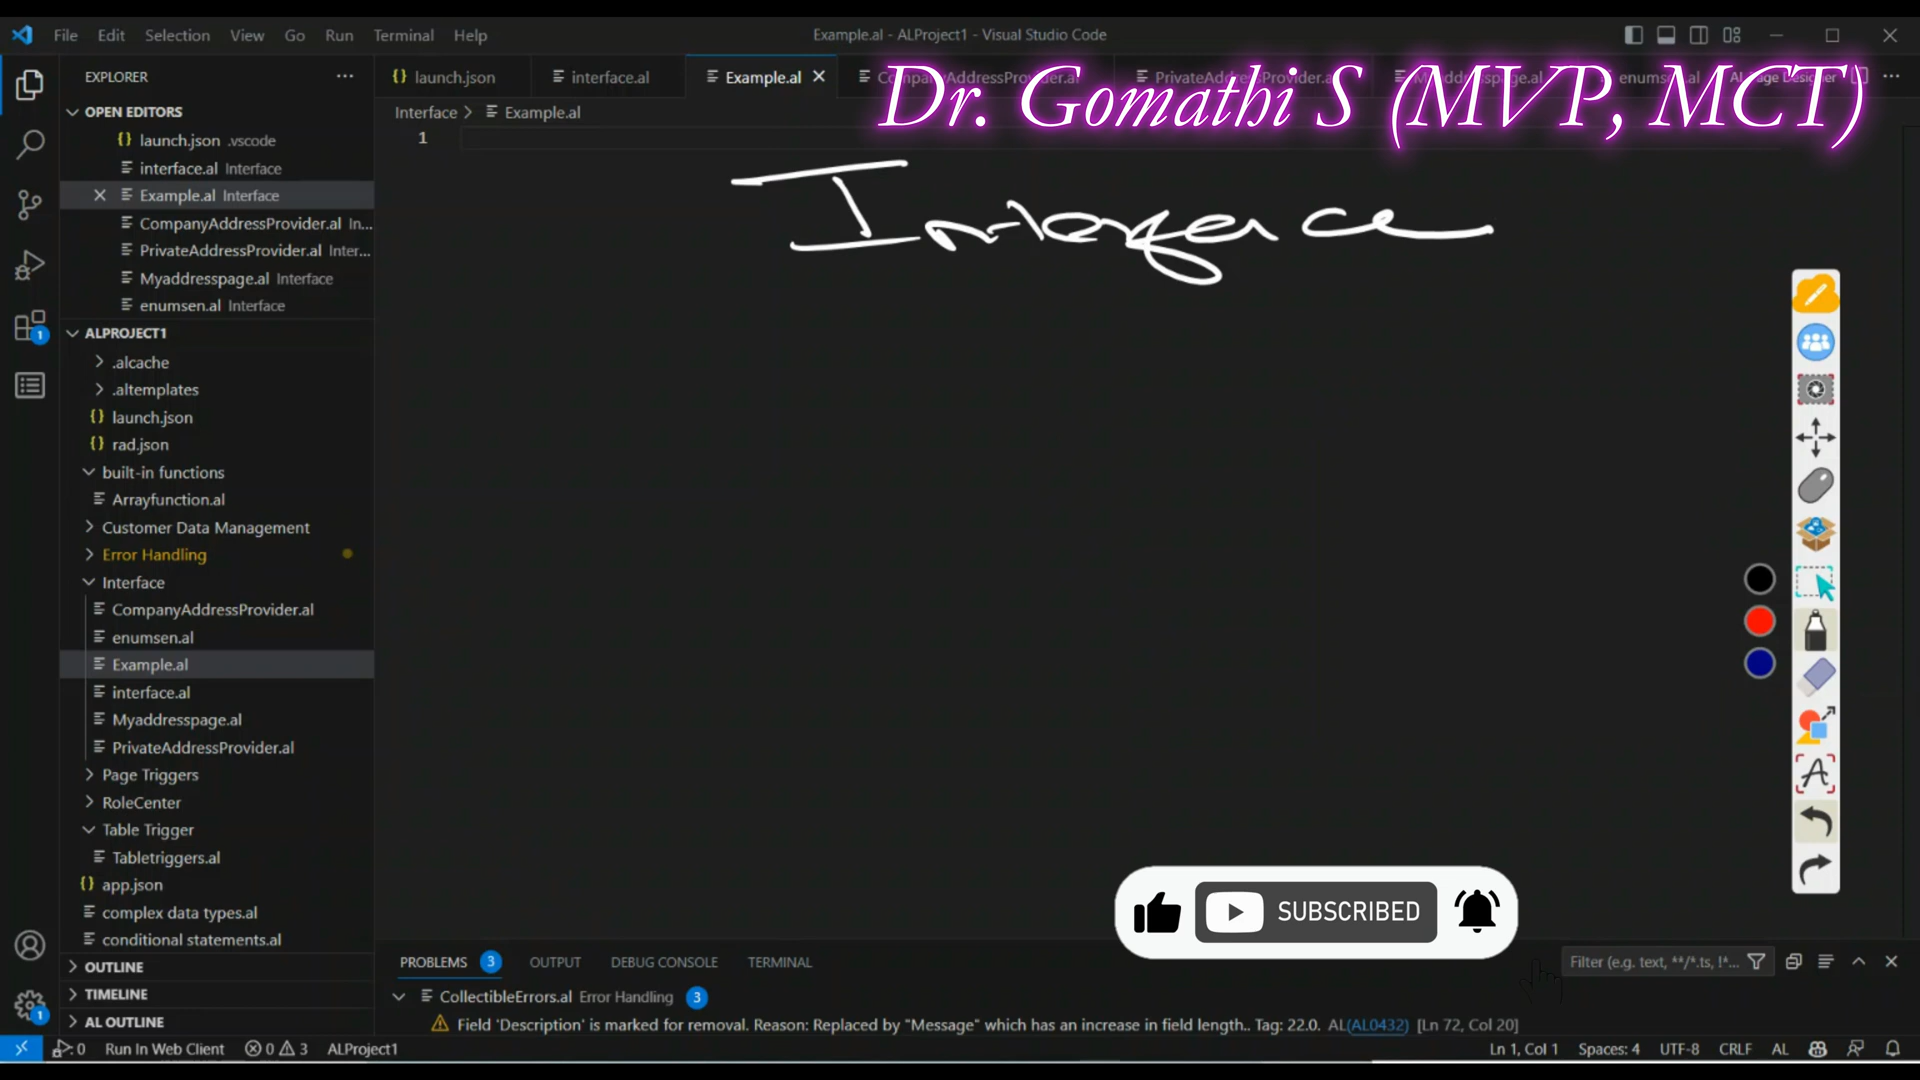 File Edit Selection View Go Run Terminal Help Example.al - ALProject1 - Visual Studio Code
EXPLORER
launch.json interface.al Example.al
Dr. Gomathi S (MVP, MCT)
OPEN EDITORS
Interface > Example.al
1
launch.json .vscode
interface.al Interface
Example.al Interface
CompanyAddressProvider.al In...
PrivateAddressProvider.al Inter...
Myaddresspage.al Interface
enumsen.al Interface
Interface
ALPROJECT1
.alcache
.altemplates
launch.json
rad.json
built-in functions
Arrayfunction.al
Customer Data Management
Error Handling
Interface
CompanyAddressProvider.al
enumsen.al
Example.al
interface.al
Myaddresspage.al
PrivateAddressProvider.al
Page Triggers
RoleCenter
Table Trigger
Tabletriggers.al
app.json
complex data types.al
conditional statements.al
OUTLINE
TIMELINE
AL OUTLINE
SUBSCRIBED
PROBLEMS 3 OUTPUT DEBUG CONSOLE TERMINAL Filter (e.g. text, **/*.ts, !*...
CollectibleErrors.al Error Handling 3
Field 'Description' is marked for removal. Reason: Replaced by "Message" which has an increase in field length.. Tag: 22.0. AL(AL0432) [Ln 72, Col 20]
0 Run In Web Client 0 3 ALProject1 Ln 1, Col 1 Spaces: 4 UTF-8 CRLF AL